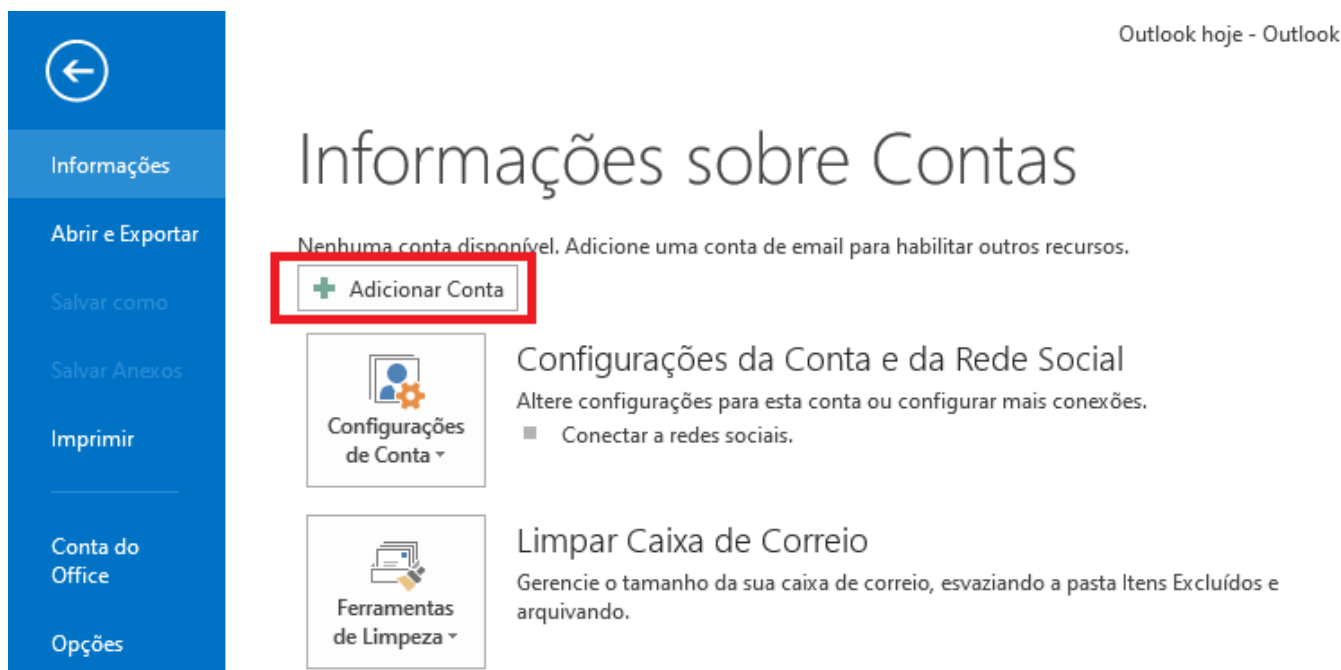 Outlook hoje - Outlook
Informações
Abrir e Exportar
Salvar como
Salvar Anexos
Imprimir
Conta do
Office
Opções
Informações sobre Contas
Nenhuma conta disponível. Adicione uma conta de email para habilitar outros recursos.
Adicionar Conta
Configurações
de Conta
Configurações da Conta e da Rede Social
Altere configurações para esta conta ou configurar mais conexões.
Conectar a redes sociais.
Ferramentas
de Limpeza
Limpar Caixa de Correio
Gerencie o tamanho da sua caixa de correio, esvaziando a pasta Itens Excluídos e
arquivando.